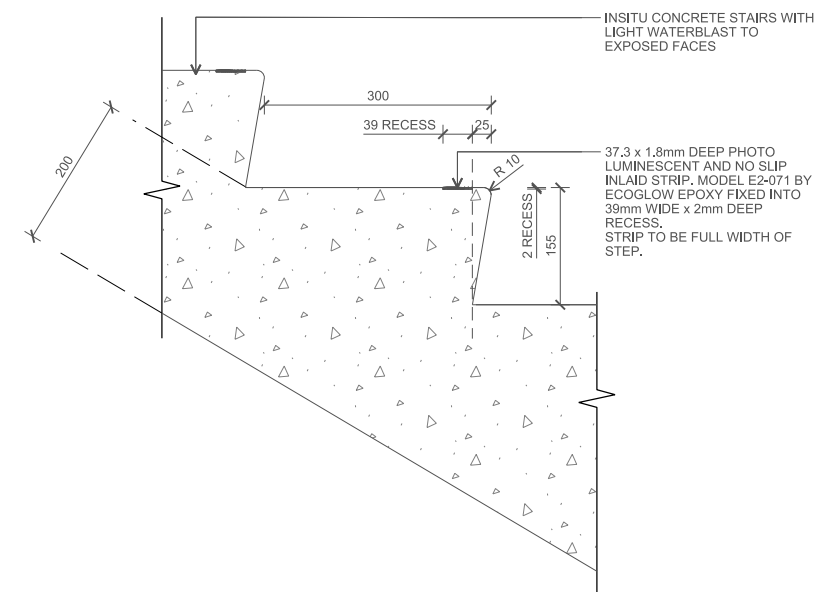 INSITU CONCRETE STAIRS WITH
LIGHT WATERBLAST TO
EXPOSED FACES
300
39 RECESS
25
200
R 10
37.3 x 1.8mm DEEP PHOTO
LUMINESCENT AND NO SLIP
INLAID STRIP. MODEL E2-071 BY
ECOGLOW EPOXY FIXED INTO
39mm WIDE x 2mm DEEP
RECESS.
STRIP TO BE FULL WIDTH OF
STEP.
2 RECESS
155